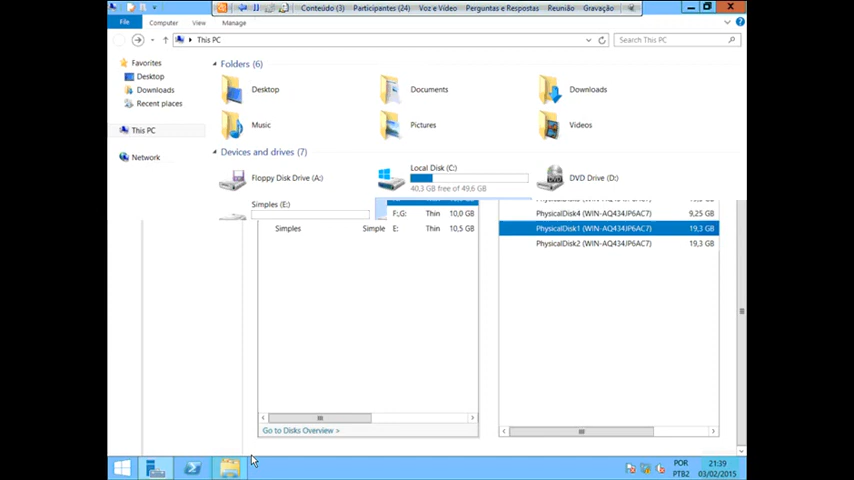 Conteúdo (3) Participantes (24) Voz e Vídeo Perguntas e Respostas Reunião Gravação
File Computer View Manage
This PC
Search This PC
Favorites
Desktop
Downloads
Recent places
This PC
Network
Folders (6)
Desktop
Documents
Downloads
Music
Pictures
Videos
Devices and drives (7)
Floppy Disk Drive (A:)
Local Disk (C:)
40,3 GB free of 49,6 GB
DVD Drive (D:)
Simples (E:)
F:,G: Thin 10,0 GB
Simples Simple E: Thin 10,5 GB
PhysicalDisk4 (WIN-AQ434JP6AC7) 9,25 GB
PhysicalDisk1 (WIN-AQ434JP6AC7) 19,3 GB
PhysicalDisk2 (WIN-AQ434JP6AC7) 19,3 GB
Go to Disks Overview >
POR
PTB2
21:39
03/02/2015